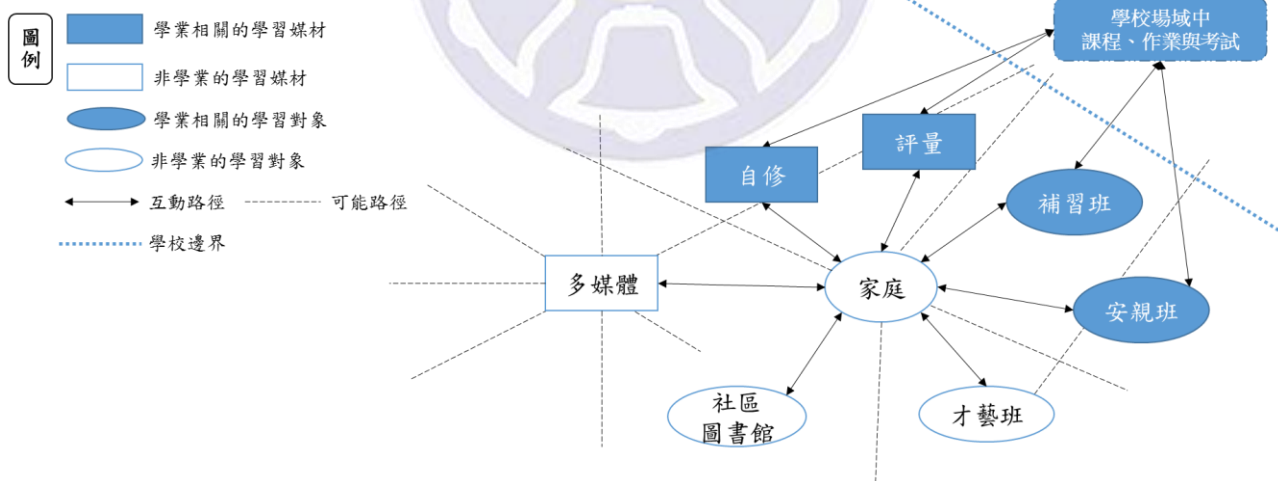 圖
例
學業相關的學習媒材
非學業的學習媒材
學業相關的學習對象
非學業的學習對象
互動路徑
可能路徑
學校邊界
學校場域中
課程、作業與考試
評量
自修
補習班
多媒體
家庭
安親班
社區
圖書館
才藝班